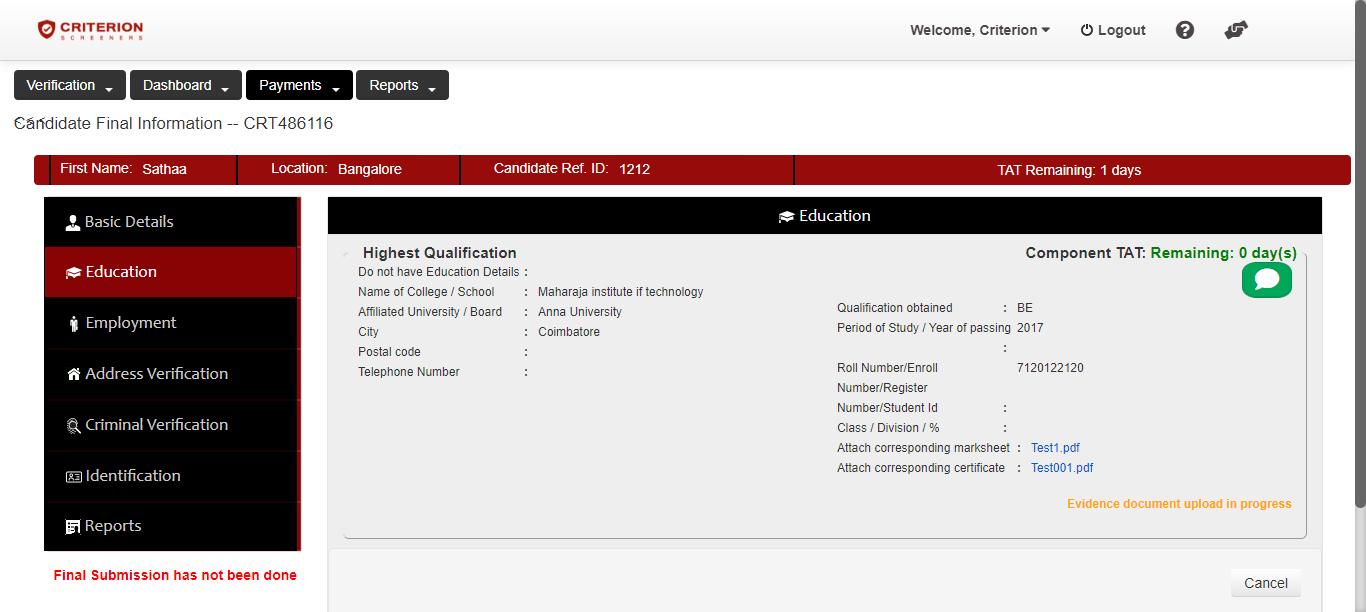 CRITERION
SCREENERS
Welcome, Criterion
Logout
Verification
Dashboard
Payments
Reports
Candidate Final Information -- CRT486116
First Name: Sathaa
Location: Bangalore
Candidate Ref. ID: 1212
TAT Remaining: 1 days
Basic Details
Education
Employment
Address Verification
Criminal Verification
Identification
Reports
Final Submission has not been done
Education
Highest Qualification
Component TAT: Remaining: 0 day(s)
Do not have Education Details :
Name of College / School : Maharaja institute if technology
Affiliated University / Board : Anna University
City : Coimbatore
Postal code :
Telephone Number :
Qualification obtained : BE
Period of Study / Year of passing 2017
:
Roll Number/Enroll 7120122120
Number/Register
Number/Student Id :
Class / Division / % :
Attach corresponding marksheet : Test1.pdf
Attach corresponding certificate : Test001.pdf
Evidence document upload in progress
Cancel